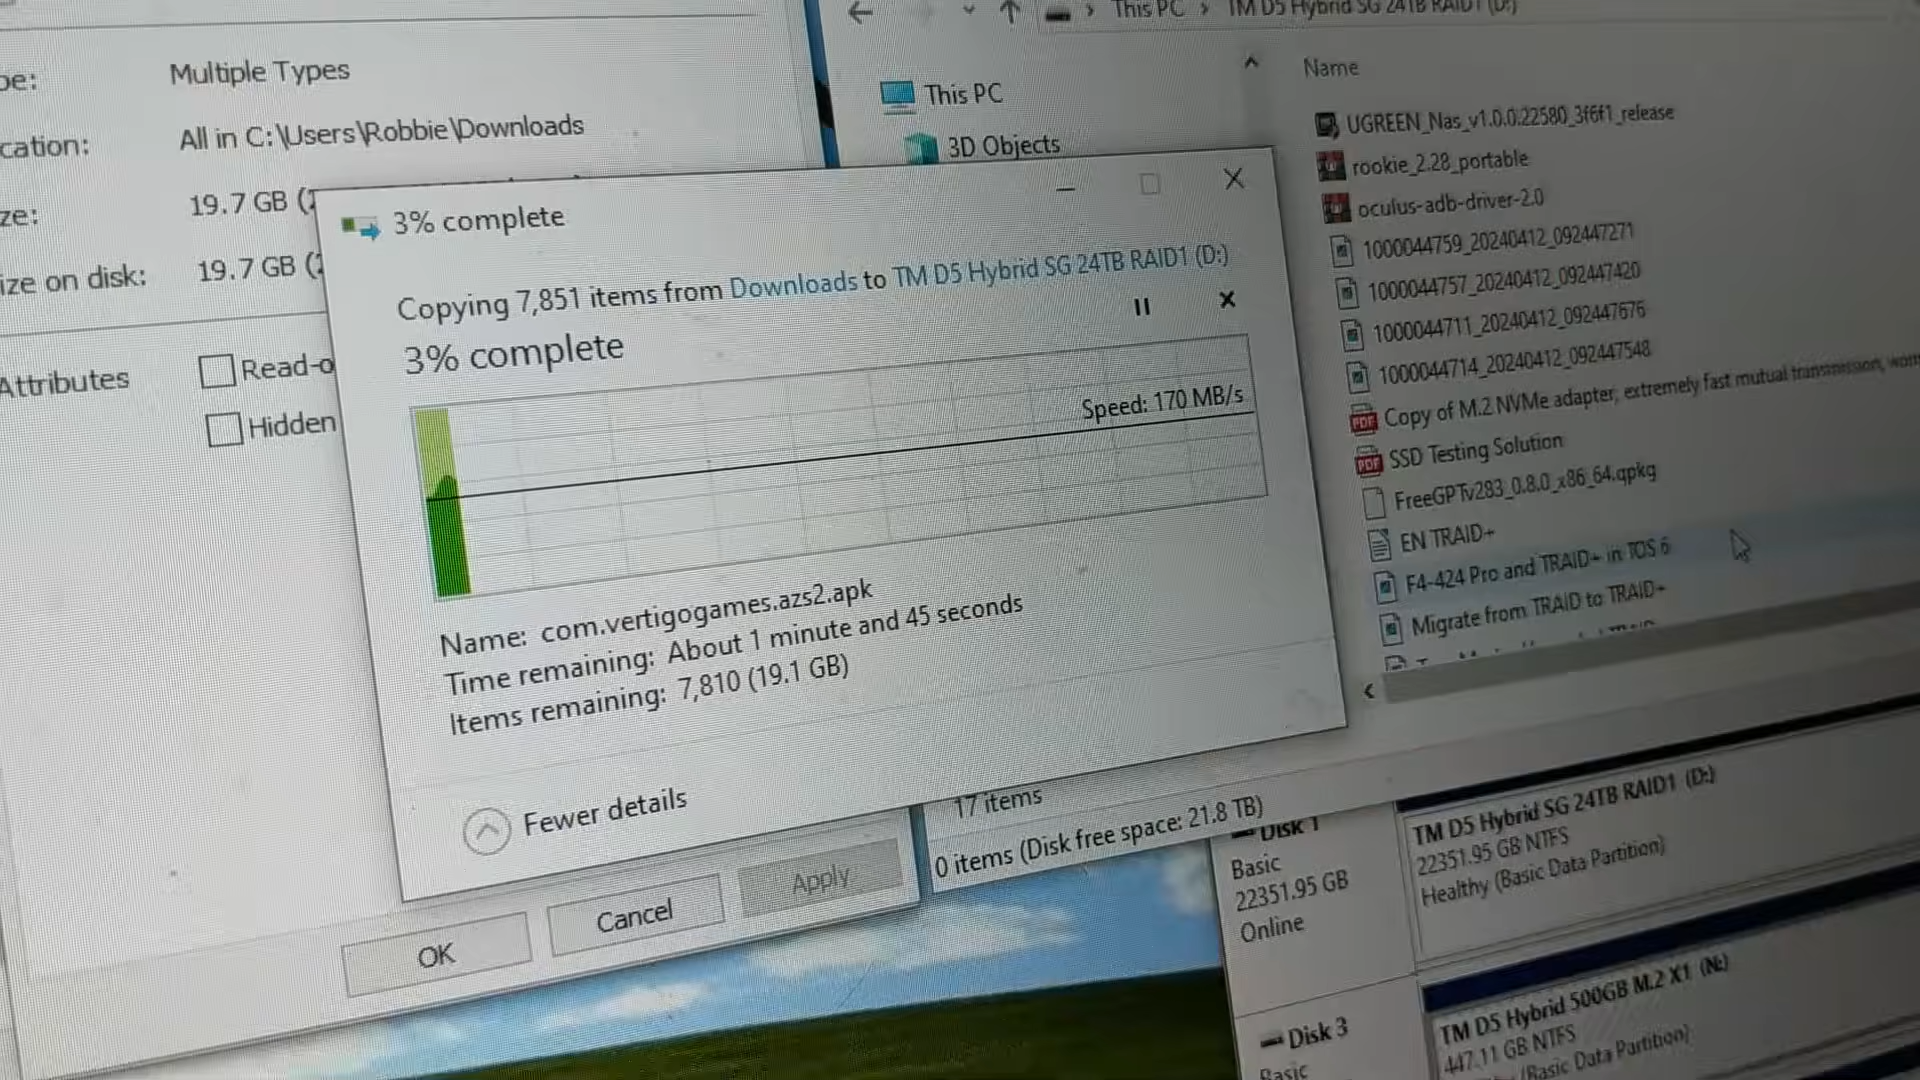 This PC › TM D5 Hybrid SG 24TB RAID1 (D:)
pe:
Multiple Types
cation:
All in C:\Users\Robbie\Downloads
ze:
19.7 GB (
ize on disk:
19.7 GB (
Attributes
Read-o
Hidden
OK
Cancel
Apply
This PC
3D Objects
Name
UGREEN_Nas_v1.0.0.22580_3f6f1_release
rookie_2.28_portable
oculus-adb-driver-2.0
1000044759_20240412_092447271
1000044757_20240412_092447420
1000044711_20240412_092447676
1000044714_20240412_092447548
Copy of M.2 NVMe adapter; extremely fast mutual transmission,
SSD Testing Solution
FreeGPTv283_0.8.0_x86_64.qpkg
EN TRAID+
F4-424 Pro and TRAID+ in TOS 6
Migrate from TRAID to TRAID+
3% complete
Copying 7,851 items from Downloads to TM D5 Hybrid SG 24TB RAID1 (D:)
3% complete
Speed: 170 MB/s
Name: com.vertigogames.azs2.apk
Time remaining: About 1 minute and 45 seconds
Items remaining: 7,810 (19.1 GB)
Fewer details
17 items
0 items (Disk free space: 21.8 TB)
Disk 1
Basic
22351.95 GB
Online
TM D5 Hybrid SG 24TB RAID1 (D:)
22351.95 GB NTFS
Healthy (Basic Data Partition)
Disk 3
Basic
TM D5 Hybrid 500GB M.2 X1 (N:)
447.11 GB NTFS
(Basic Data Partition)